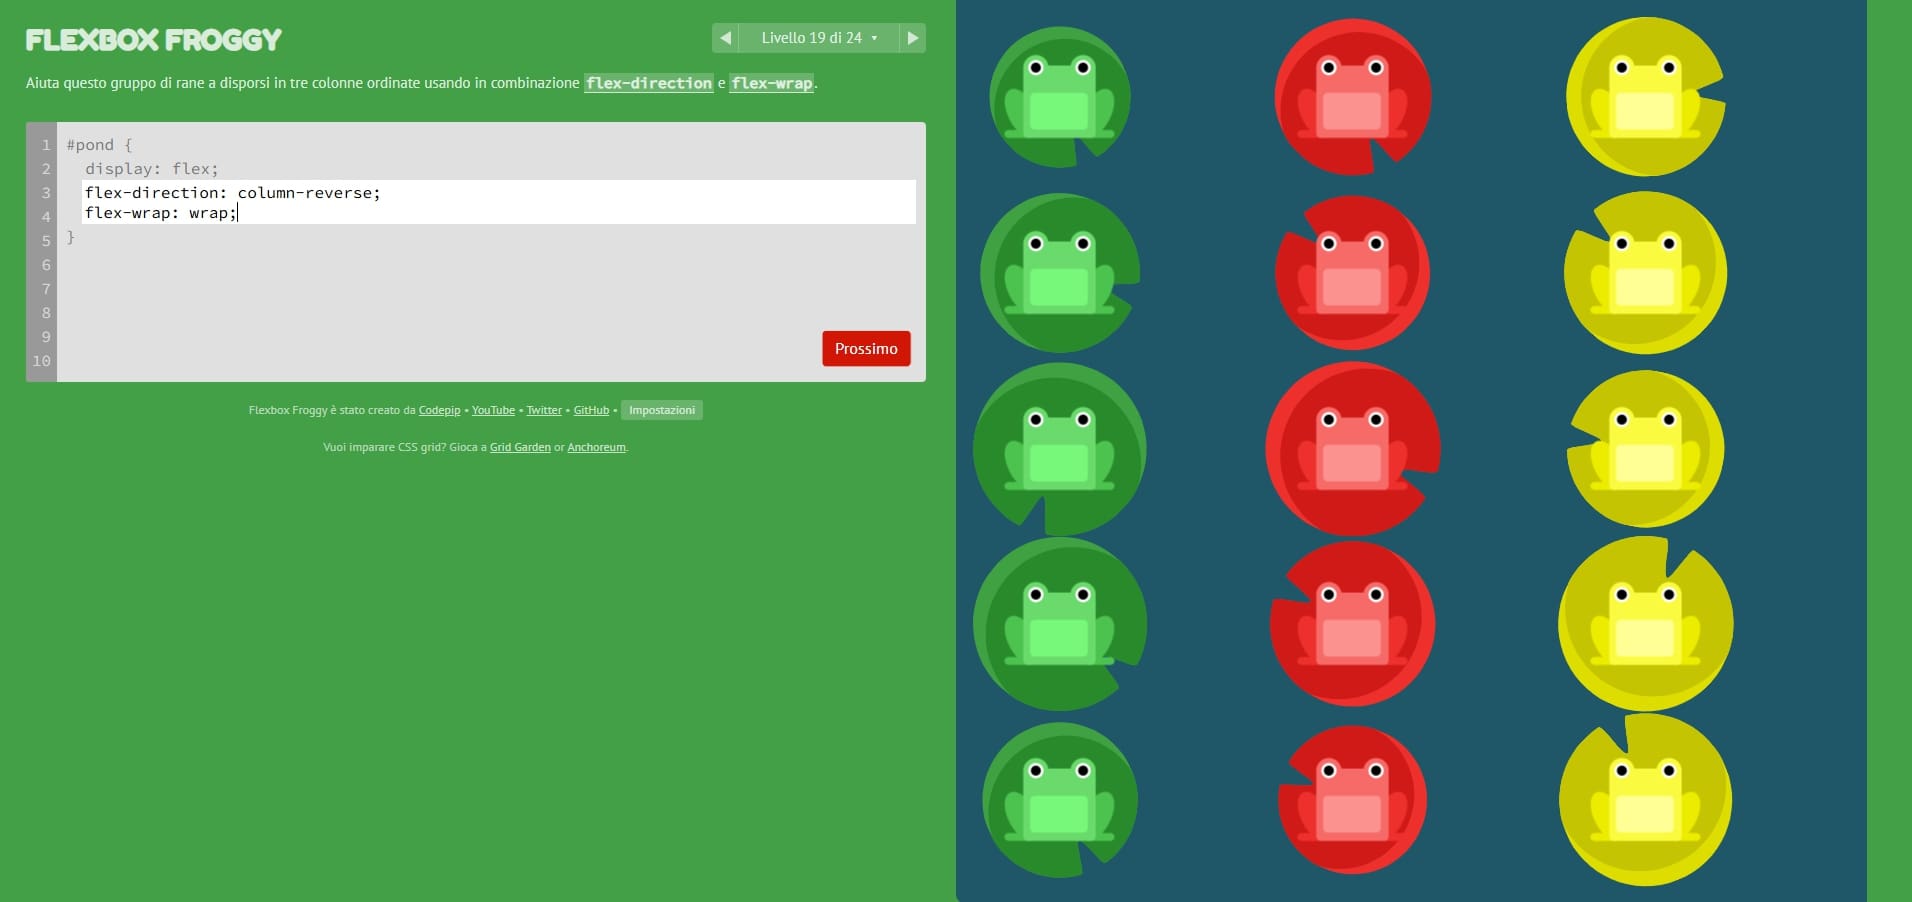 FLEXBOX FROGGY
Livello 19 di 24
Aiuta questo gruppo di rane a disporsi in tre colonne ordinate usando in combinazione flex-direction e flex-wrap.
1 #pond {
2 display: flex;
3 flex-direction: column-reverse;
4 flex-wrap: wrap;
5 }
6
7
8
9
10
Prossimo
Flexbox Froggy è stato creato da Codepip • YouTube • Twitter • GitHub • Impostazioni
Vuoi imparare CSS grid? Gioca a Grid Garden or Anchoreum.